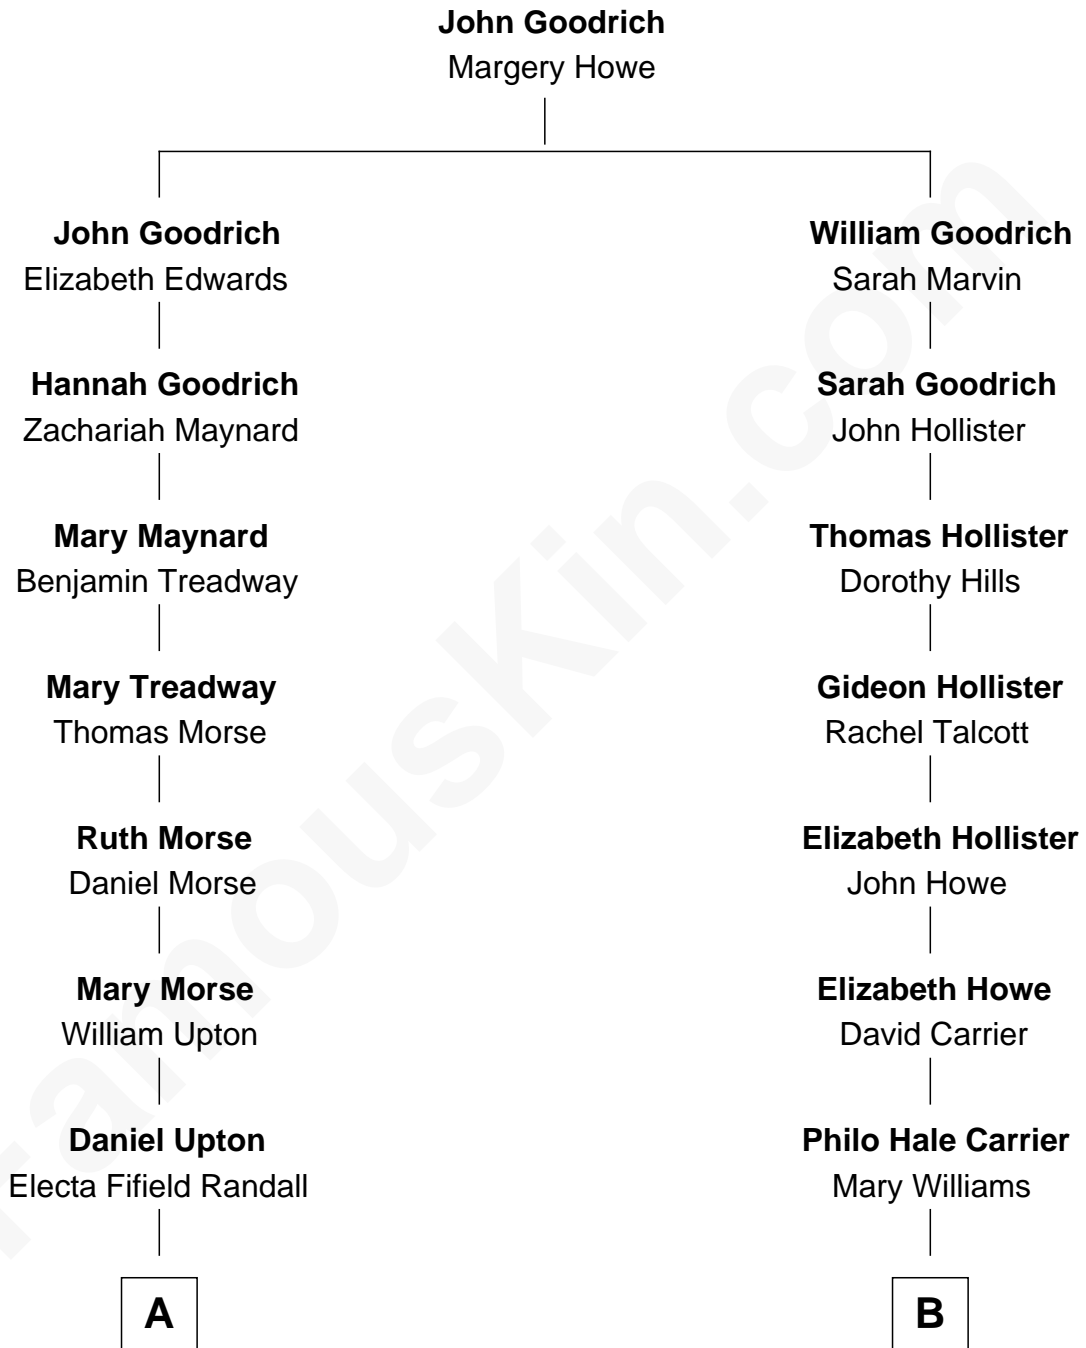 John Goodrich
Margery Howe
John Goodrich
Elizabeth Edwards
William Goodrich
Sarah Marvin
Hannah Goodrich
Zachariah Maynard
Sarah Goodrich
John Hollister
Mary Maynard
Benjamin Treadway
Thomas Hollister
Dorothy Hills
Mary Treadway
Thomas Morse
Gideon Hollister
Rachel Talcott
Ruth Morse
Daniel Morse
Elizabeth Hollister
John Howe
Mary Morse
William Upton
Elizabeth Howe
David Carrier
Daniel Upton
Electa Fifield Randall
Philo Hale Carrier
Mary Williams
A
B
FamousKin.com